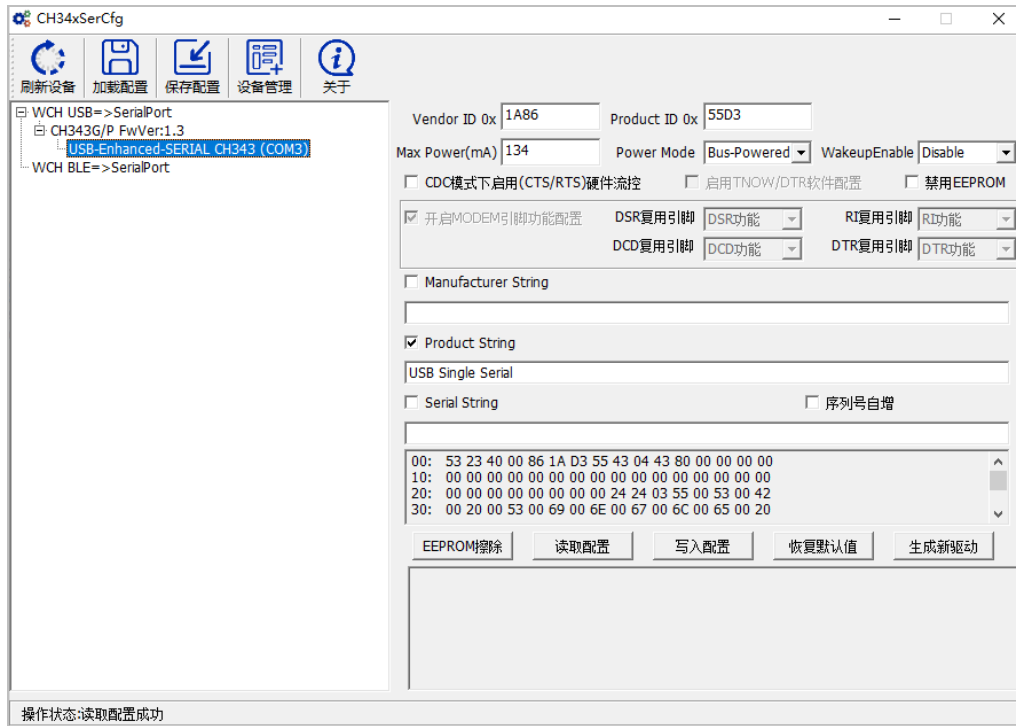 CH34xSerCfg
刷新设备 加载配置 保存配置 设备管理 关于
WCH USB=>SerialPort
CH343G/P FwVer:1.3
USB-Enhanced-SERIAL CH343 (COM3)
WCH BLE=>SerialPort
Vendor ID 0x 1A86 Product ID 0x 55D3
Max Power(mA) 134 Power Mode Bus-Powered WakeupEnable Disable
CDC模式下启用(CTS/RTS)硬件流控 启用TNOW/DTR软件配置 禁用EEPROM
开启MODEM引脚功能配置 DSR复用引脚 DSR功能 RI复用引脚 RI功能
DCD复用引脚 DCD功能 DTR复用引脚 DTR功能
Manufacturer String
Product String
USB Single Serial
Serial String 序列号自增
00: 53 23 40 00 86 1A D3 55 43 04 43 80 00 00 00 00
10: 00 00 00 00 00 00 00 00 00 00 00 00 00 00 00 00
20: 00 00 00 00 00 00 00 00 24 24 03 55 00 53 00 42
30: 00 20 00 53 00 69 00 6E 00 67 00 6C 00 65 00 20
EEPROM擦除 读取配置 写入配置 恢复默认值 生成新驱动
操作状态:读取配置成功